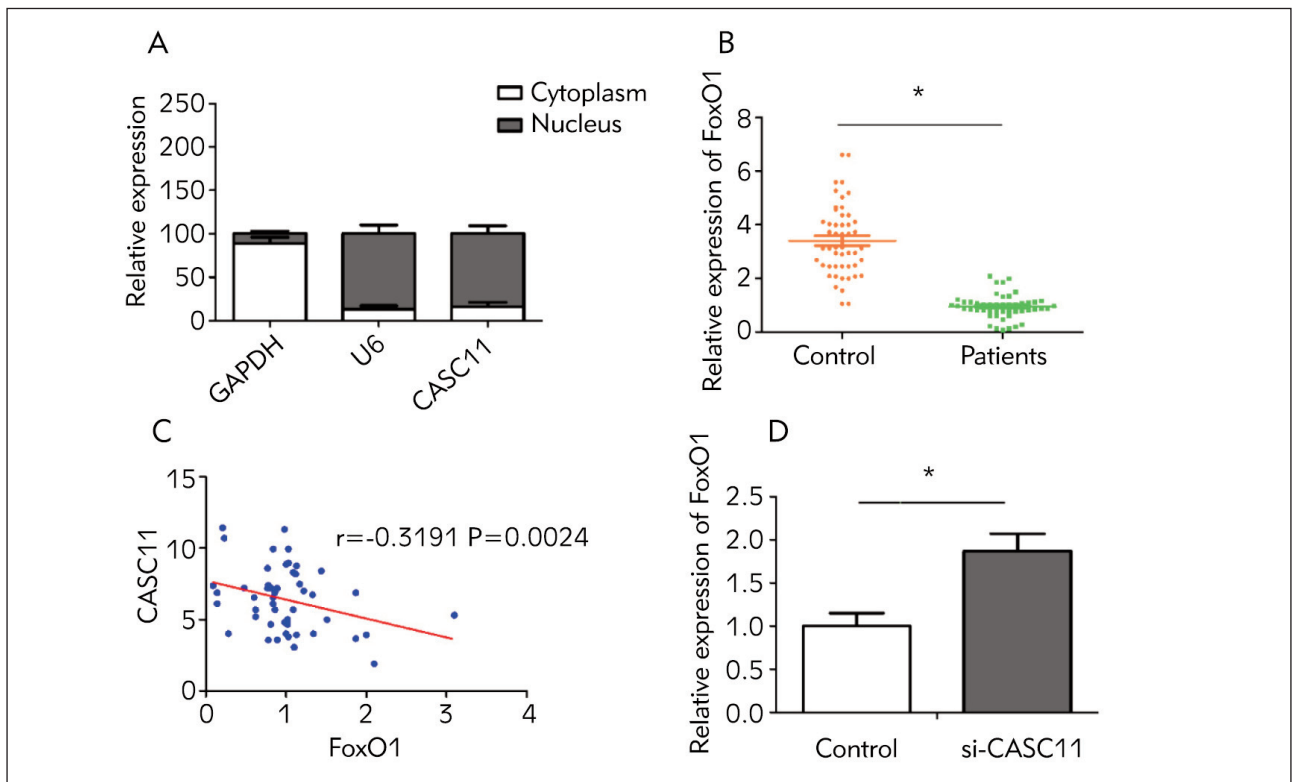 A
Relative expression
250
200
150
100
50
0
GAPDH
U6
CASC11
Cytoplasm
Nucleus
B
Relative expression of FoxO1
8
6
4
2
0
*
Control
Patients
C
CASC11
15
10
5
0
r=-0.3191 P=0.0024
0 1 2 3 4
FoxO1
D
Relative expression of FoxO1
2.5
2.0
1.5
1.0
0.5
0.0
*
Control
si-CASC11